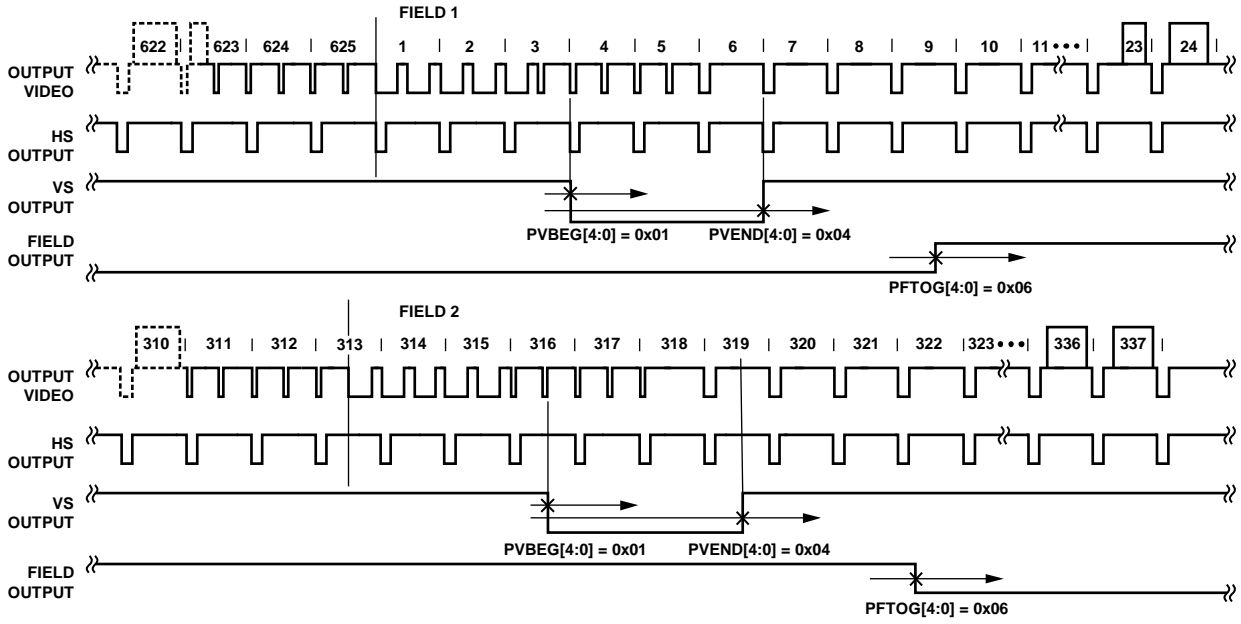 FIELD 1
622 623 624 625 1 2 3 4 5 6 7 8 9 10 11 ••• 23 24
OUTPUT
VIDEO
HS
OUTPUT
VS
OUTPUT
PVBEG[4:0] = 0x01 PVEND[4:0] = 0x04
FIELD
OUTPUT
PFTOG[4:0] = 0x06
FIELD 2
310 311 312 313 314 315 316 317 318 319 320 321 322 323 ••• 336 337
OUTPUT
VIDEO
HS
OUTPUT
VS
OUTPUT
PVBEG[4:0] = 0x01 PVEND[4:0] = 0x04
FIELD
OUTPUT
PFTOG[4:0] = 0x06